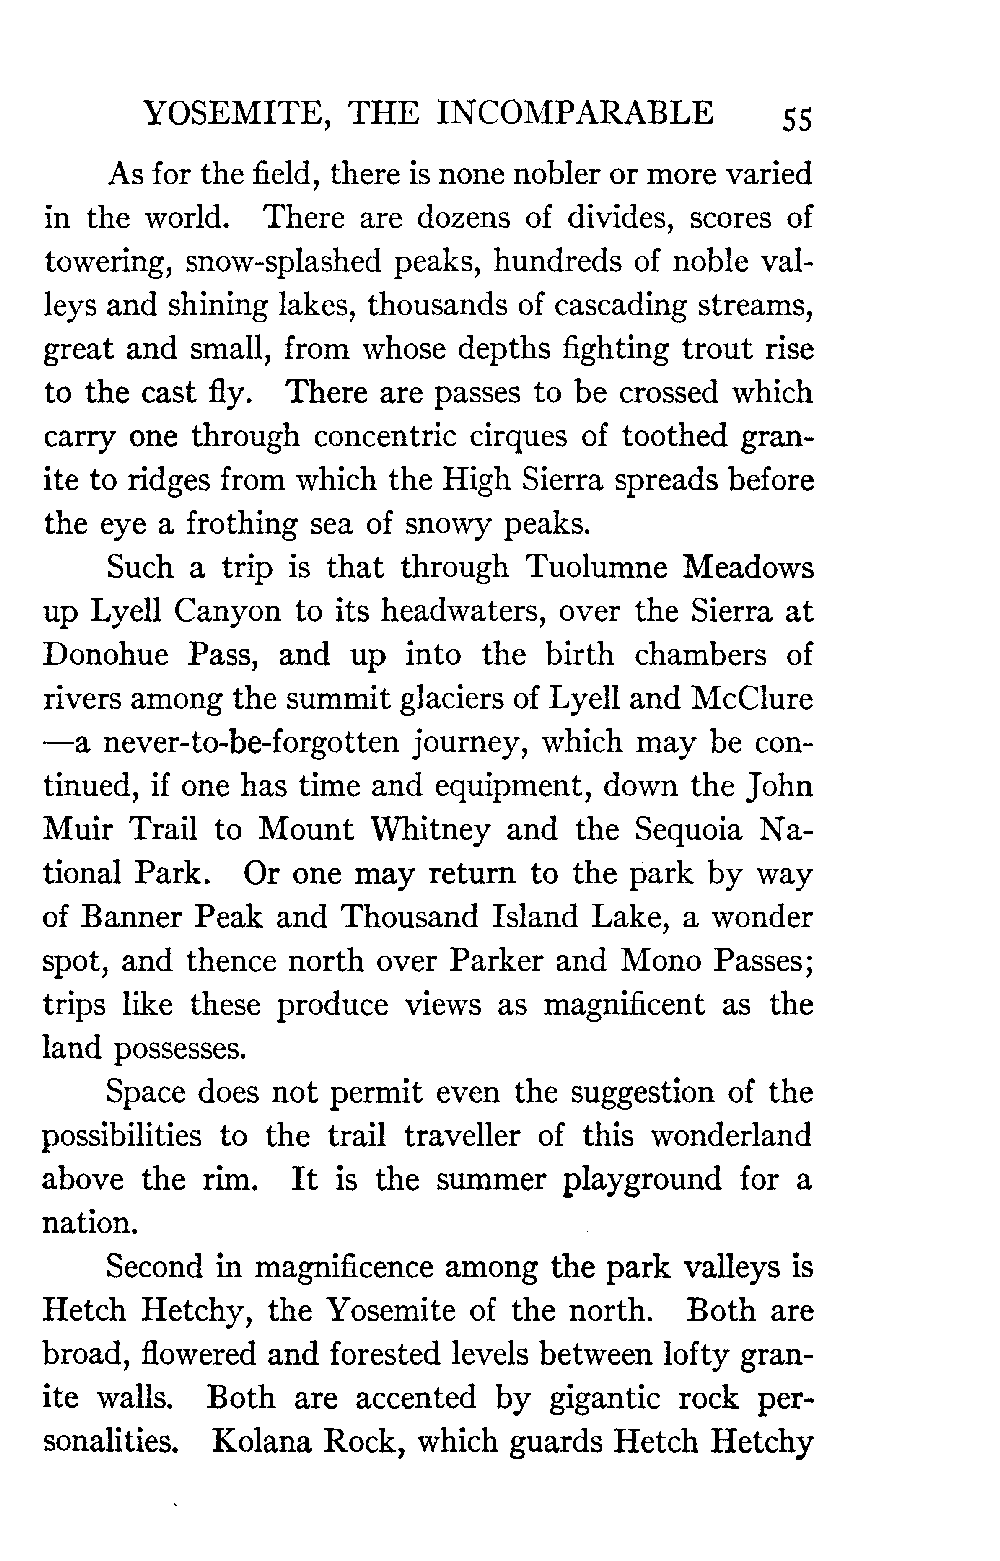 YOSEMITE, THE INCOMPARABLE 55
As for the field, there is none nobler or more varied
in the world. There are dozens of divides, scores of
towering, snow-splashed peaks, hundreds of noble val-
leys and shining lakes, thousands of cascading streams,
great and small, from whose depths fighting trout rise
to the cast fly. There are passes to be crossed which
carry one through concentric cirques of toothed gran-
ite to ridges from which the High Sierra spreads before
the eye a frothing sea of snowy peaks.
Such a trip is that through Tuolumne Meadows
up Lyell Canyon to its headwaters, over the Sierra at
Donohue Pass, and up into the birth chambers of
rivers among the summit glaciers of Lyell and McClure
—a never-to-be-forgotten journey, which may be con-
tinued, if one has time and equipment, down the John
Muir Trail to Mount Whitney and the Sequoia Na-
tional Park. Or one may return to the park by way
of Banner Peak and Thousand Island Lake, a wonder
spot, and thence north over Parker and Mono Passes;
trips like these produce views as magnificent as the
land possesses.
Space does not permit even the suggestion of the
possibilities to the trail traveller of this wonderland
above the rim. It is the summer playground for a
nation.
Second in magnificence among the park valleys is
Hetch Hetchy, the Yosemite of the north. Both are
broad, flowered and forested levels between lofty gran-
ite walls. Both are accented by gigantic rock per-
sonalities. Kolana Rock, which guards Hetch Hetchy